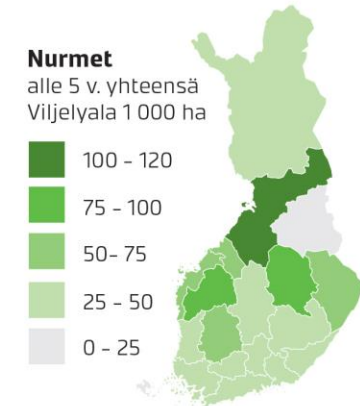 Nurmet
alle 5 v. yhteensä
Viljelyala 1 000 ha
100 - 120
75 - 100
50- 75
25 - 50
0 - 25